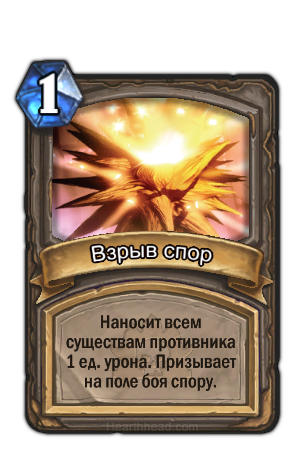 1
Взрыв спор
Наносит всем
существам противника
1 ед. урона. Призывает
на поле боя спору.
Hearthhead.com